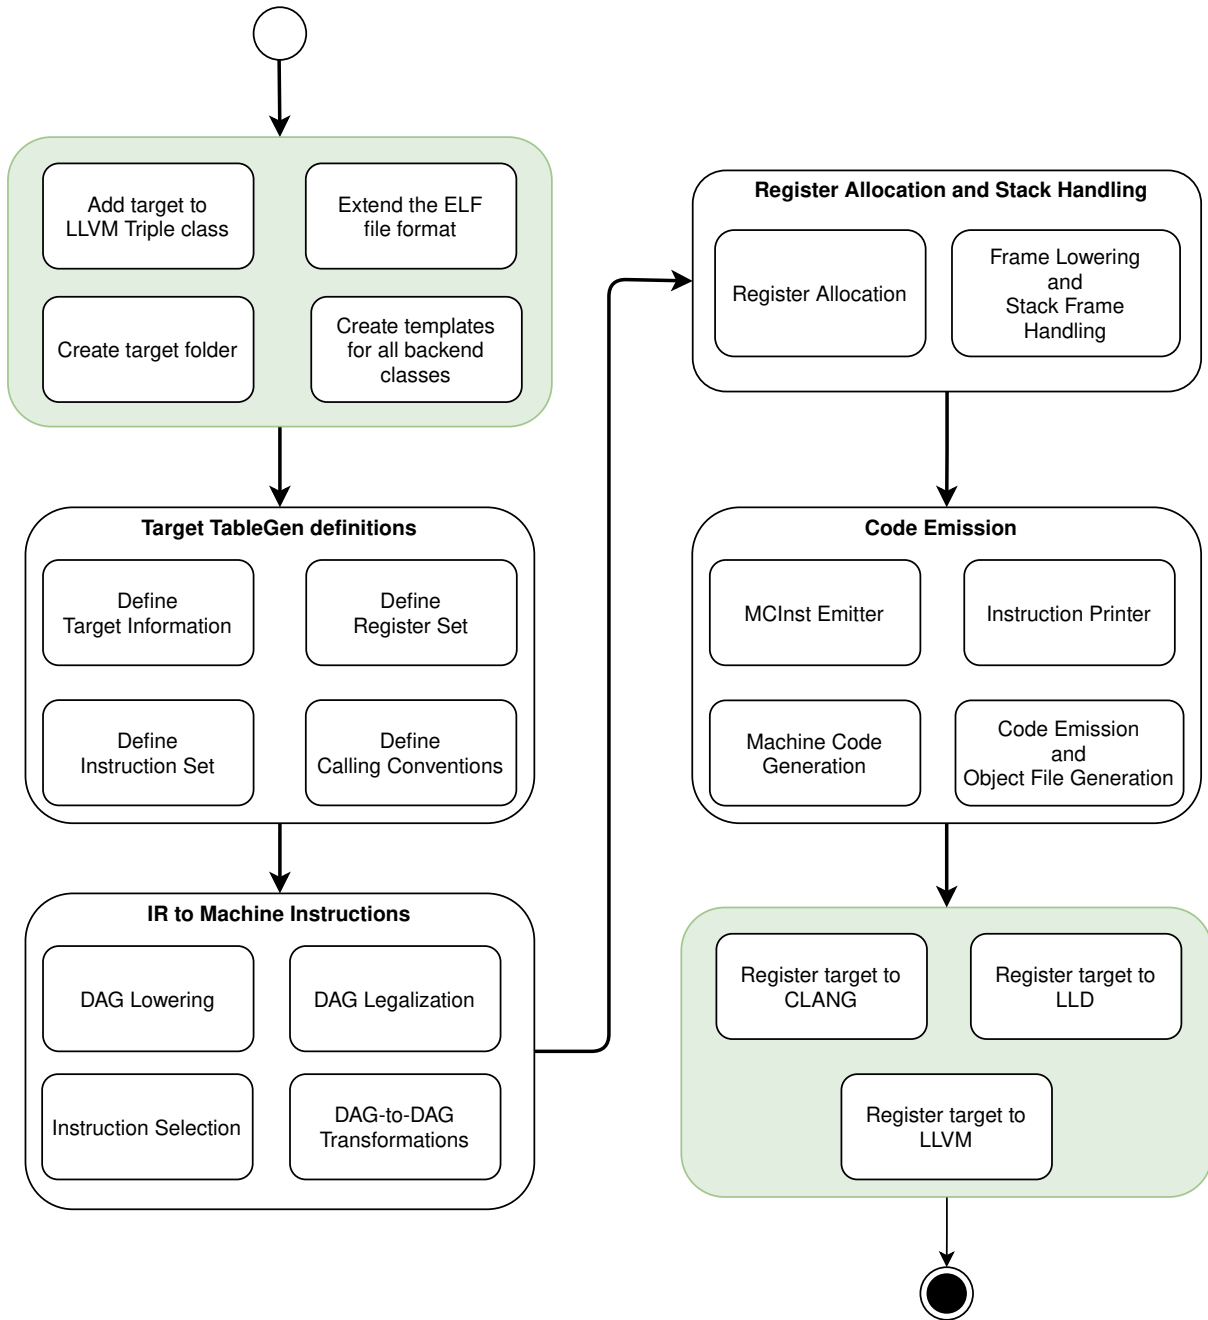 Add target to
LLVM Triple class
Extend the ELF
file format
Create target folder
Create templates
for all backend
classes
Target TableGen definitions
Define
Target Information
Define
Register Set
Define
Instruction Set
Define
Calling Conventions
IR to Machine Instructions
DAG Lowering
DAG Legalization
Instruction Selection
DAG-to-DAG
Transformations
Register Allocation and Stack Handling
Register Allocation
Frame Lowering
and
Stack Frame
Handling
Code Emission
MCInst Emitter
Instruction Printer
Machine Code
Generation
Code Emission
and
Object File Generation
Register target to
CLANG
Register target to
LLD
Register target to
LLVM